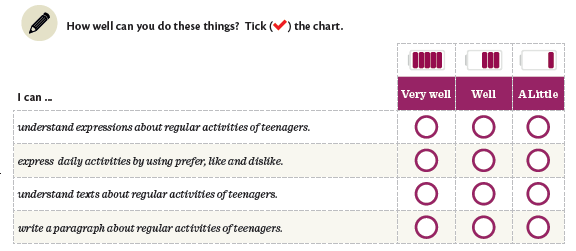 How well can you do these things? Tick (✔) the chart.
I can ... Very well Well A Little
understand expressions about regular activities of teenagers.
express daily activities by using prefer, like and dislike.
understand texts about regular activities of teenagers.
write a paragraph about regular activities of teenagers.